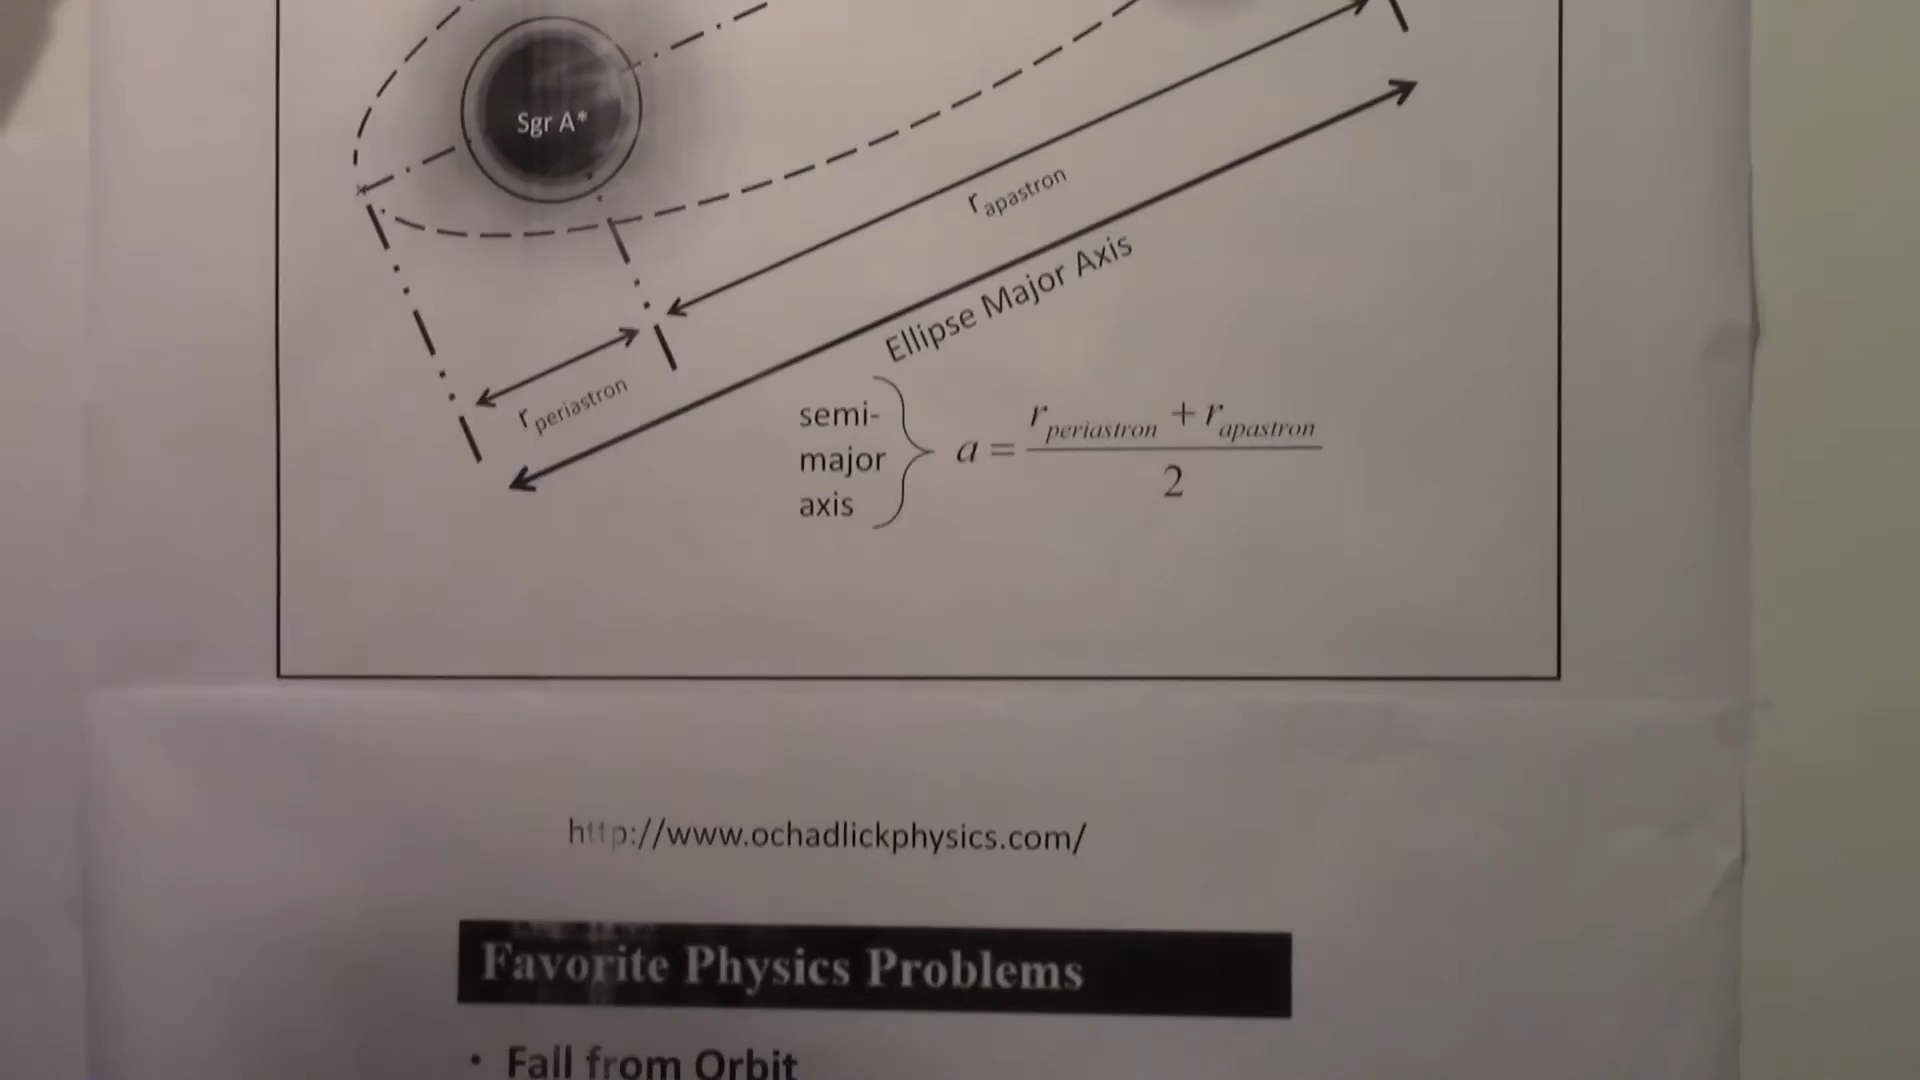 Sgr A*
r apastron
Ellipse Major Axis
r periastron
semi-
major
axis
a = (r periastron + r apastron) / 2
http://www.ochadlickphysics.com/
Favorite Physics Problems
• Fall from Orbit